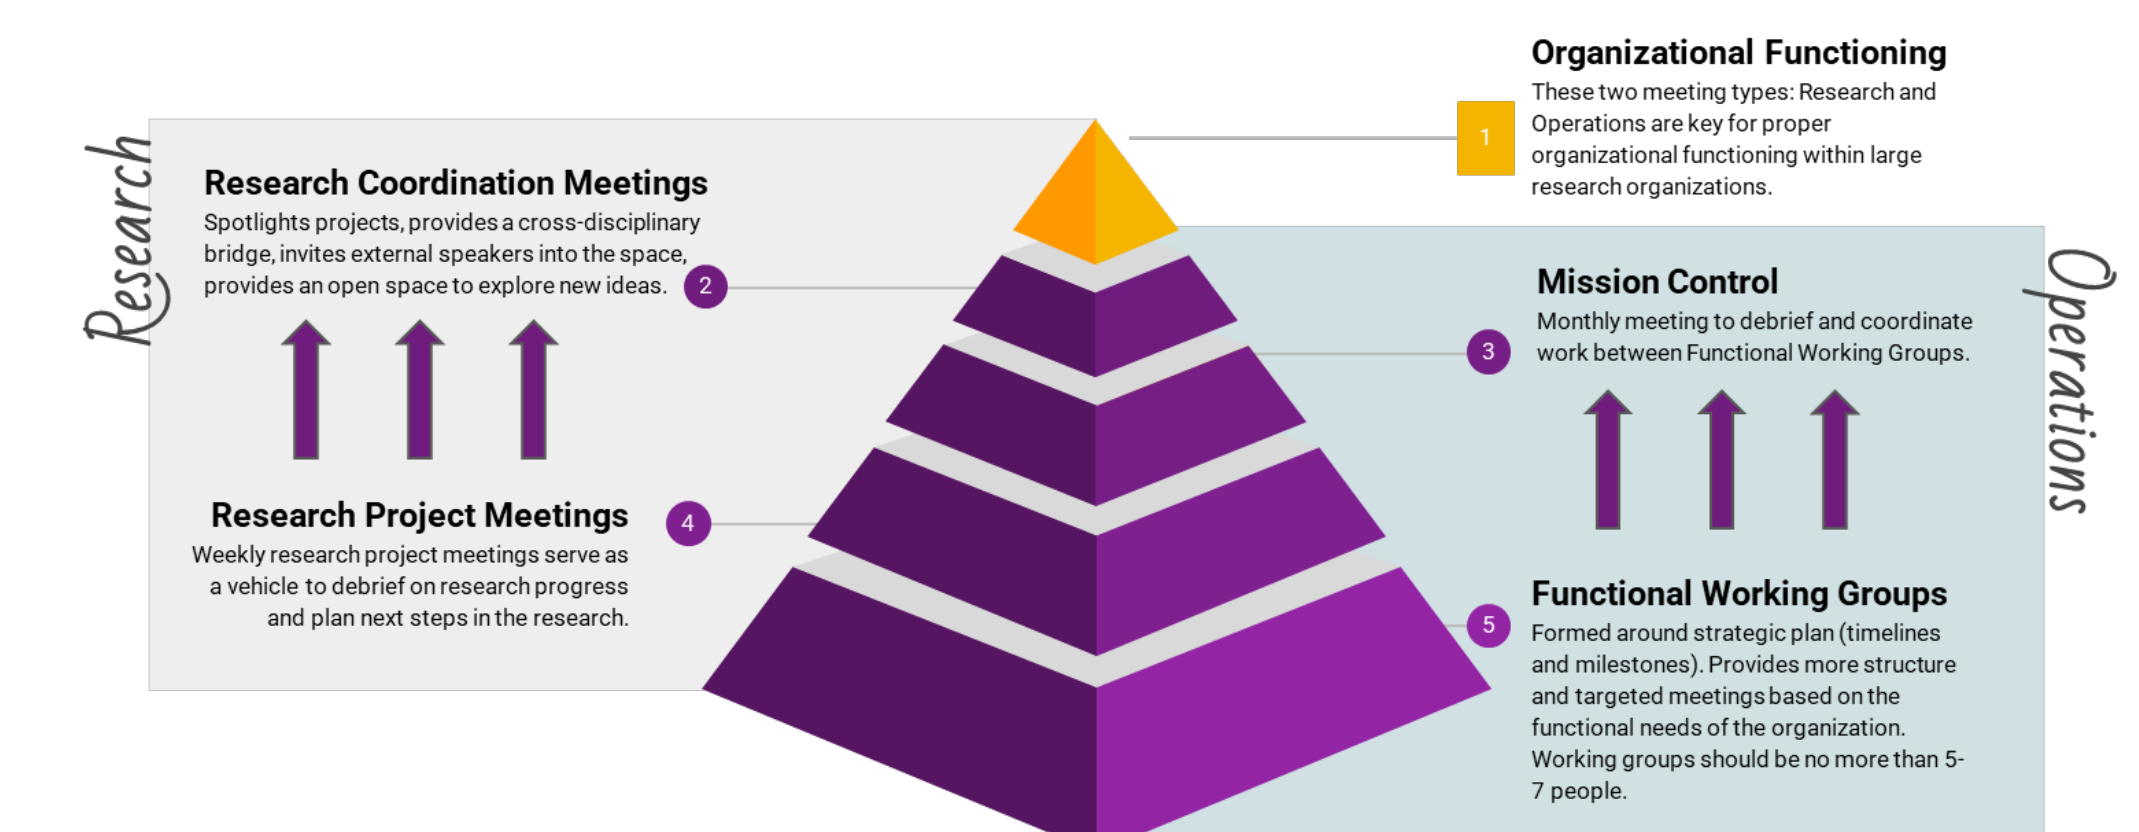 Organizational Functioning
These two meeting types: Research and
Operations are key for proper
organizational functioning within large
research organizations.
1
Research
Research Coordination Meetings
Spotlights projects, provides a cross-disciplinary
bridge, invites external speakers into the space,
provides an open space to explore new ideas.
2
Operations
Mission Control
Monthly meeting to debrief and coordinate
work between Functional Working Groups.
3
Research Project Meetings
Weekly research project meetings serve as
a vehicle to debrief on research progress
and plan next steps in the research.
4
Functional Working Groups
Formed around strategic plan (timelines
and milestones). Provides more structure
and targeted meetings based on the
functional needs of the organization.
Working groups should be no more than 5-
7 people.
5